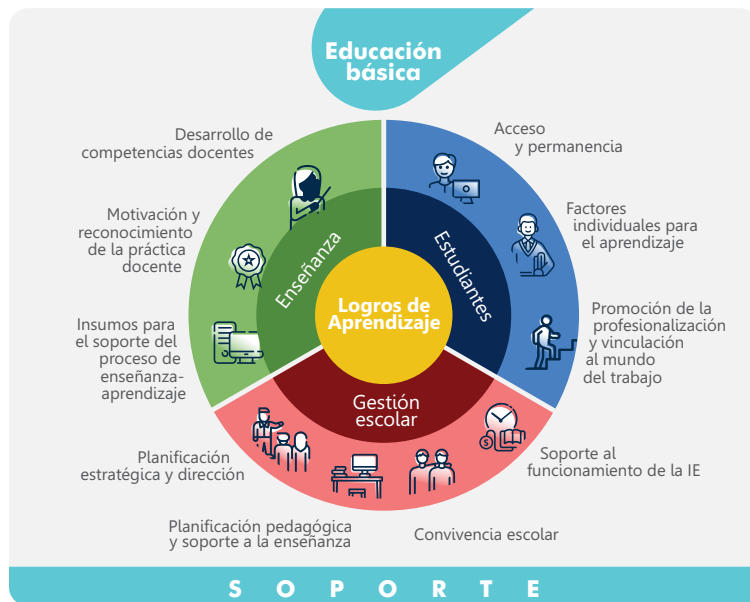 Educación
básica
Desarrollo de
competencias docentes
Motivación y
reconocimiento
de la práctica
docente
Insumos para
el soporte del
proceso de
enseñanza-
aprendizaje
Acceso
y permanencia
Factores
individuales para
el aprendizaje
Promoción de la
profesionalización
y vinculación
al mundo
del trabajo
Enseñanza
Estudiantes
Logros de
Aprendizaje
Gestión
escolar
$
Planificación
estratégica y dirección
Soporte al
funcionamiento de la IE
Planificación pedagógica
y soporte a la enseñanza
Convivencia escolar
SOPORTE